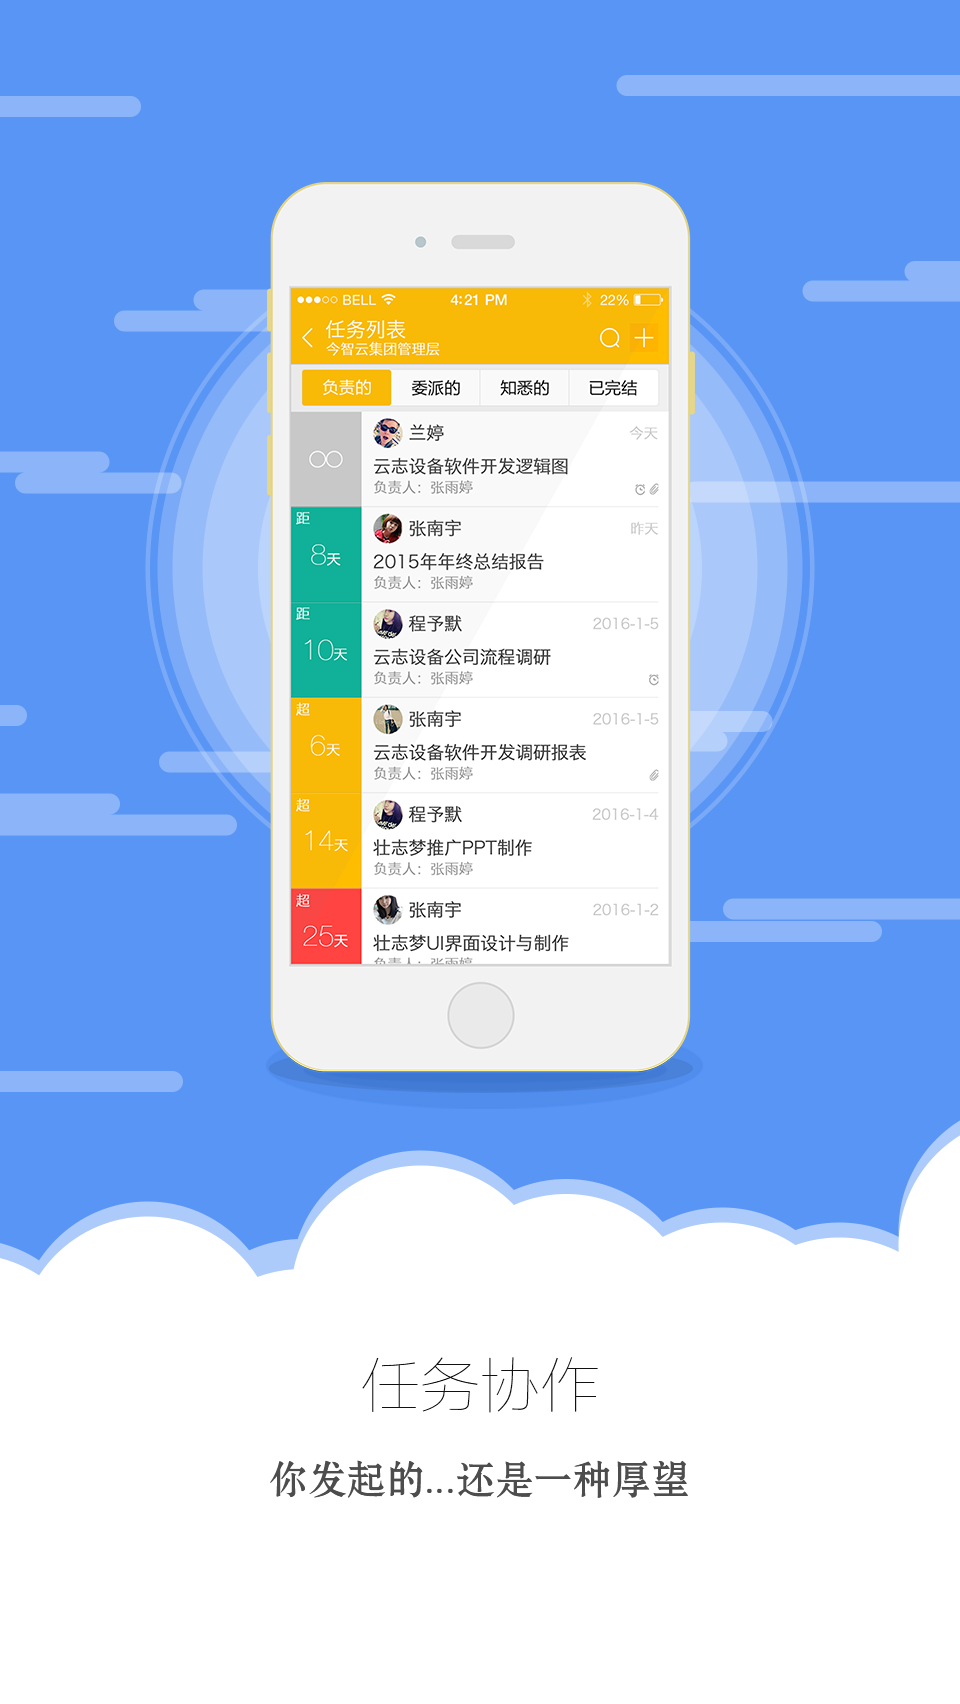 BELL 4:21 PM 22%
任务列表
今智云集团管理层
负责的 委派的 知悉的 已完结
兰婷 今天
云志设备软件开发逻辑图
负责人：张雨婷
距
8天
张南宇 昨天
2015年年终总结报告
负责人：张雨婷
距
10天
程予默 2016-1-5
云志设备公司流程调研
负责人：张雨婷
超
6天
张南宇 2016-1-5
云志设备软件开发调研报表
负责人：张雨婷
超
14天
程予默 2016-1-4
壮志梦推广PPT制作
负责人：张雨婷
超
25天
张南宇 2016-1-2
壮志梦UI界面设计与制作
负责人：张雨婷
任务协作
你发起的...还是一种厚望